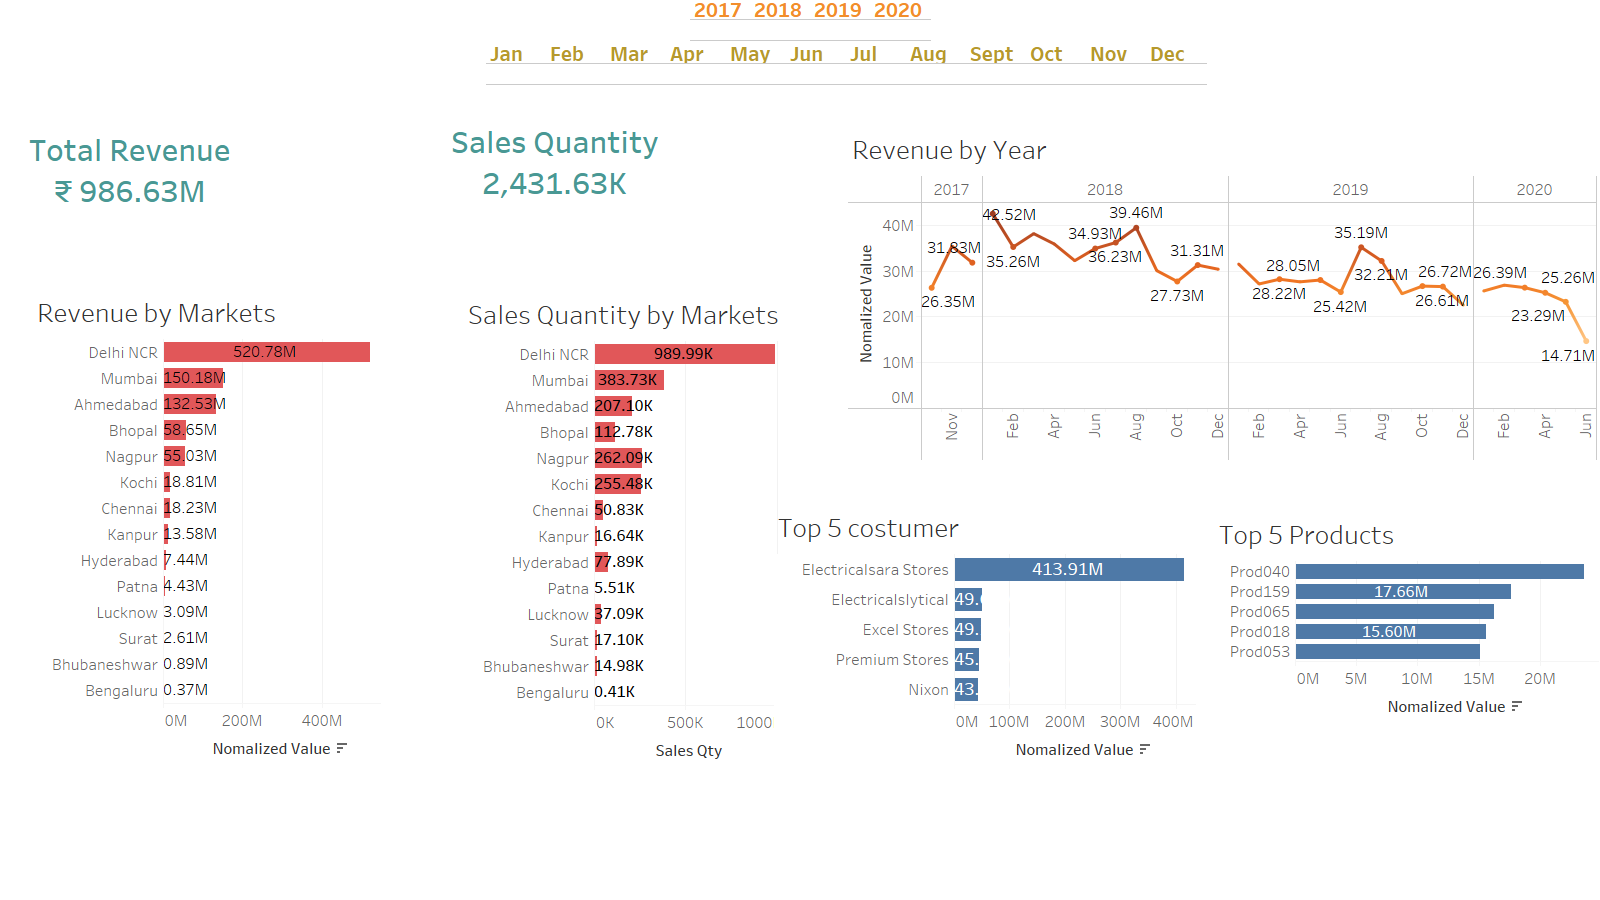 2017 2018 2019 2020
Jan Feb Mar Apr May Jun Jul Aug Sept Oct Nov Dec
Total Revenue
₹ 986.63M
Sales Quantity
2,431.63K
Revenue by Year
2017 2018 2019 2020
Nomalized Value
40M
30M
20M
10M
0M
26.35M
31.83M
42.52M
35.26M
34.93M
36.23M
39.46M
27.73M
31.31M
28.22M
28.05M
25.42M
35.19M
32.21M
26.72M
26.61M
26.39M
25.26M
23.29M
14.71M
Nov Feb Apr Jun Aug Oct Dec Feb Apr Jun Aug Oct Dec Feb Apr Jun
Revenue by Markets
Delhi NCR 520.78M
Mumbai 150.18M
Ahmedabad 132.53M
Bhopal 58.65M
Nagpur 55.03M
Kochi 18.81M
Chennai 18.23M
Kanpur 13.58M
Hyderabad 7.44M
Patna 4.43M
Lucknow 3.09M
Surat 2.61M
Bhubaneshwar 0.89M
Bengaluru 0.37M
0M 200M 400M
Nomalized Value
Sales Quantity by Markets
Delhi NCR 989.99K
Mumbai 383.73K
Ahmedabad 207.10K
Bhopal 112.78K
Nagpur 262.09K
Kochi 255.48K
Chennai 50.83K
Kanpur 16.64K
Hyderabad 77.89K
Patna 5.51K
Lucknow 37.09K
Surat 17.10K
Bhubaneshwar 14.98K
Bengaluru 0.41K
0K 500K 1000
Sales Qty
Top 5 costumer
Electricalsara Stores 413.91M
Electricalslytical 49.
Excel Stores 49.
Premium Stores 45.
Nixon 43.
0M 100M 200M 300M 400M
Nomalized Value
Top 5 Products
Prod040
Prod159 17.66M
Prod065
Prod018 15.60M
Prod053
0M 5M 10M 15M 20M
Nomalized Value